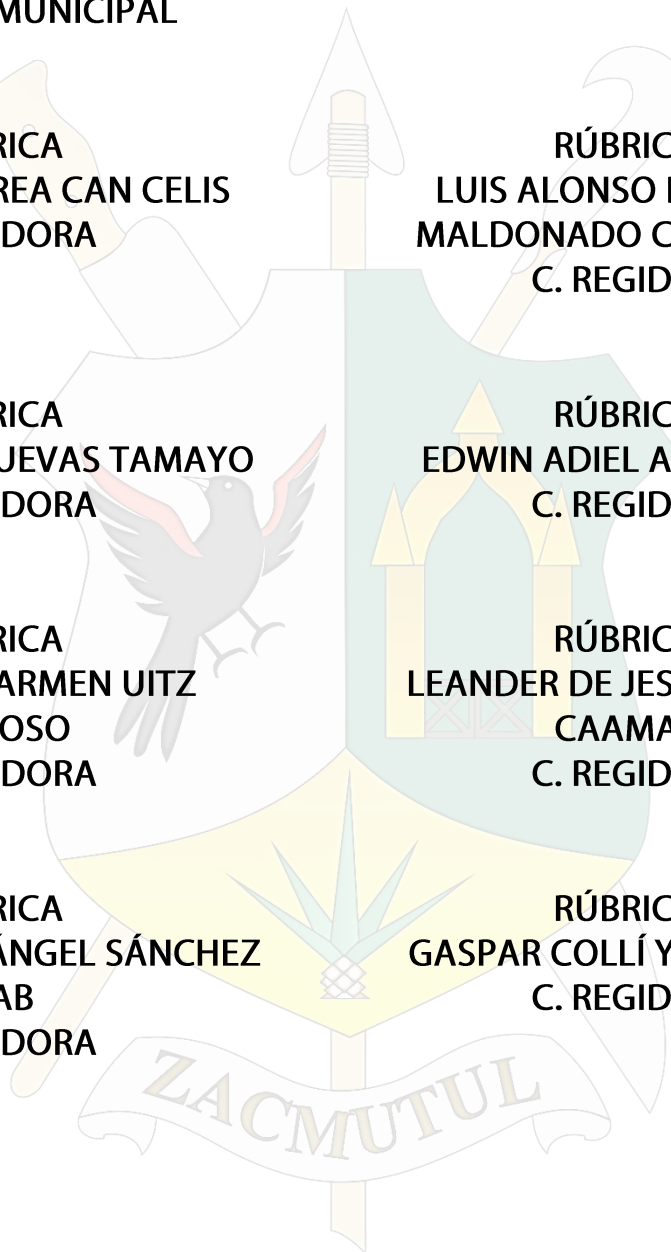 MUNICIPAL
RICA
REA CAN CELIS
DORA
RÚBRIC
LUIS ALONSO
MALDONADO C
C. REGID
RICA
UEVAS TAMAYO
DORA
RÚBRIC
EDWIN ADIEL A
C. REGID
RICA
ARMEN UITZ
OSO
DORA
RÚBRIC
LEANDER DE JES
CAAMA
C. REGID
RICA
ÁNGEL SÁNCHEZ
AB
DORA
RÚBRIC
GASPAR COLLÍ Y
C. REGID
ZACMUTUL